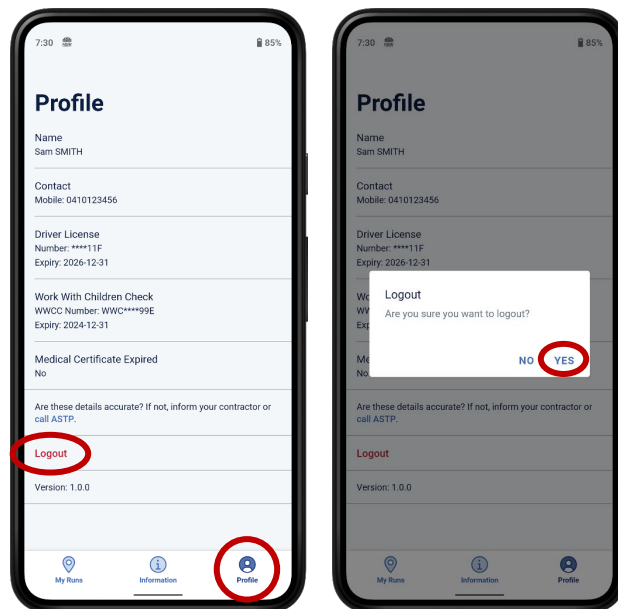 7:30
85%
Profile
Name
Sam SMITH
Contact
Mobile: 0410123456
Driver License
Number: ****11F
Expiry: 2026-12-31
Work With Children Check
WWCC Number: WWC****99E
Expiry: 2024-12-31
Medical Certificate Expired
No
Are these details accurate? If not, inform your contractor or
call ASTP.
Logout
Version: 1.0.0
My Runs
Information
Profile
7:30
85%
Profile
Name
Sam SMITH
Contact
Mobile: 0410123456
Driver License
Number: ****11F
Expiry: 2026-12-31
Wo
WW
Exp
Logout
Are you sure you want to logout?
NO YES
Me
No
Are these details accurate? If not, inform your contractor or
call ASTP.
Logout
Version: 1.0.0
My Runs
Information
Profile